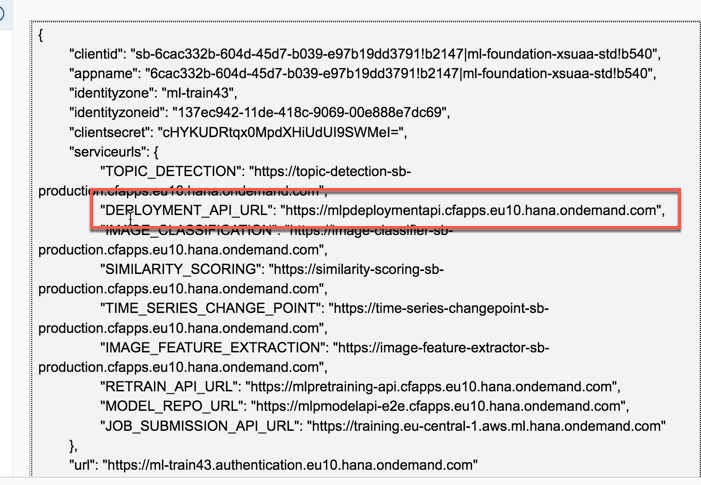 {
"clientid": "sb-6cac332b-604d-45d7-b039-e97b19dd3791!b2147|ml-foundation-xsuaa-std!b540",
"appname": "6cac332b-604d-45d7-b039-e97b19dd3791!b2147|ml-foundation-xsuaa-std!b540",
"identityzone": "ml-train43",
"identityzoneid": "137ec942-11de-418c-9069-00e888e7dc69",
"clientsecret": "cHYKUDRtqx0MpdXHiUdUI9SWMeI=",
"serviceurls": {
"TOPIC_DETECTION": "https://topic-detection-sb-
production.cfapps.eu10.hana.ondemand.com",
"DEPLOYMENT_API_URL": "https://mlpdeploymentapi.cfapps.eu10.hana.ondemand.com",
"IMAGE_CLASSIFICATION": "https://image-classifier-sb-
production.cfapps.eu10.hana.ondemand.com",
"SIMILARITY_SCORING": "https://similarity-scoring-sb-
production.cfapps.eu10.hana.ondemand.com",
"TIME_SERIES_CHANGE_POINT": "https://time-series-changepoint-sb-
production.cfapps.eu10.hana.ondemand.com",
"IMAGE_FEATURE_EXTRACTION": "https://image-feature-extractor-sb-
production.cfapps.eu10.hana.ondemand.com",
"RETRAIN_API_URL": "https://mlpretraining-api.cfapps.eu10.hana.ondemand.com",
"MODEL_REPO_URL": "https://mlpmodelapi-e2e.cfapps.eu10.hana.ondemand.com",
"JOB_SUBMISSION_API_URL": "https://training.eu-central-1.aws.ml.hana.ondemand.com"
},
"url": "https://ml-train43.authentication.eu10.hana.ondemand.com"